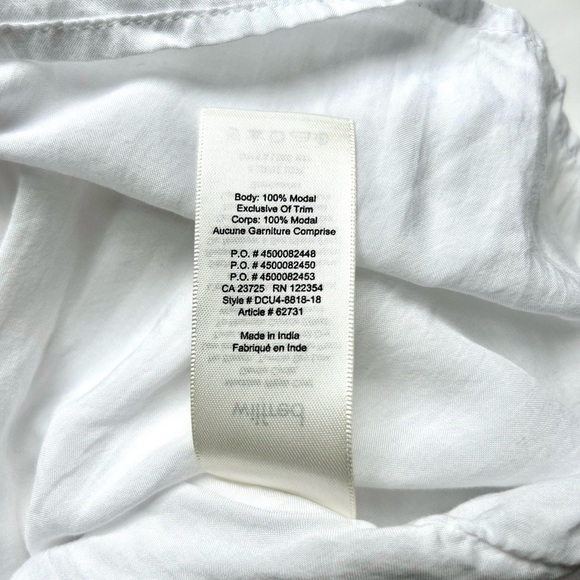 Body: 100% Modal
Exclusive Of Trim
Corps: 100% Modal
Aucune Garniture Comprise
P.O. # 4500082448
P.O. # 4500082450
P.O. # 4500082453
CA 23725 RN 122354
Style # DCU4-8818-18
Article # 62731
Made in India
Fabriqué en Inde
wilfred